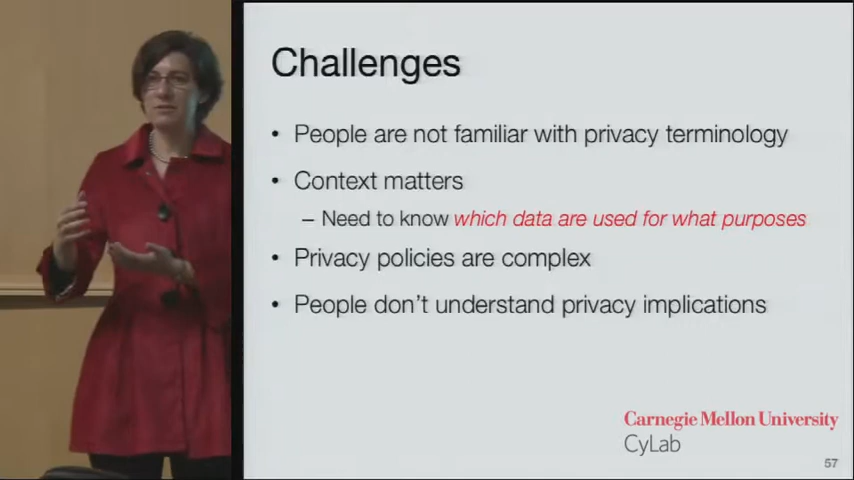 Challenges
• People are not familiar with privacy terminology
• Context matters
– Need to know which data are used for what purposes
• Privacy policies are complex
• People don't understand privacy implications
Carnegie Mellon University
CyLab
57